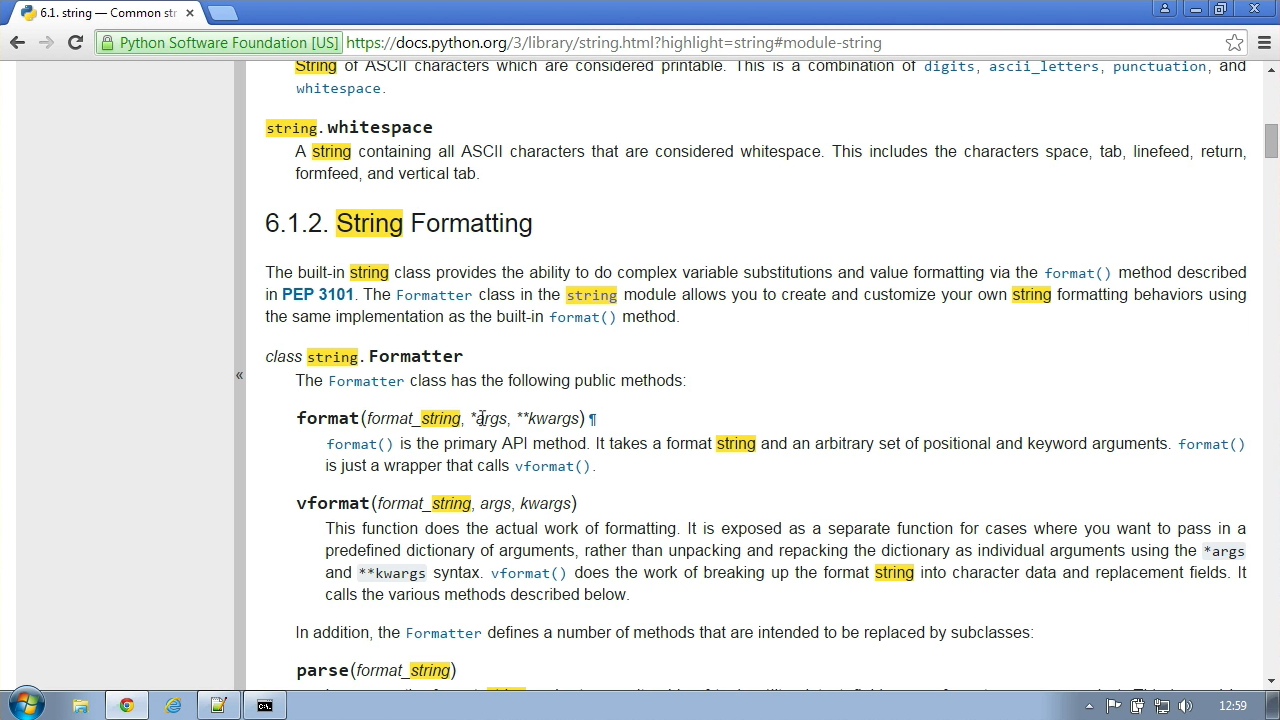 6.1. string — Common str
Python Software Foundation [US] https://docs.python.org/3/library/string.html?highlight=string#module-string
String of ASCII characters which are considered printable. This is a combination of digits, ascii_letters, punctuation, and
whitespace.
string.whitespace
A string containing all ASCII characters that are considered whitespace. This includes the characters space, tab, linefeed, return,
formfeed, and vertical tab.
6.1.2. String Formatting
The built-in string class provides the ability to do complex variable substitutions and value formatting via the format() method described
in PEP 3101. The Formatter class in the string module allows you to create and customize your own string formatting behaviors using
the same implementation as the built-in format() method.
class string.Formatter
«
The Formatter class has the following public methods:
format(format_string, *args, **kwargs) ¶
format() is the primary API method. It takes a format string and an arbitrary set of positional and keyword arguments. format()
is just a wrapper that calls vformat().
vformat(format_string, args, kwargs)
This function does the actual work of formatting. It is exposed as a separate function for cases where you want to pass in a
predefined dictionary of arguments, rather than unpacking and repacking the dictionary as individual arguments using the *args
and **kwargs syntax. vformat() does the work of breaking up the format string into character data and replacement fields. It
calls the various methods described below.
In addition, the Formatter defines a number of methods that are intended to be replaced by subclasses:
parse(format_string)
12:59